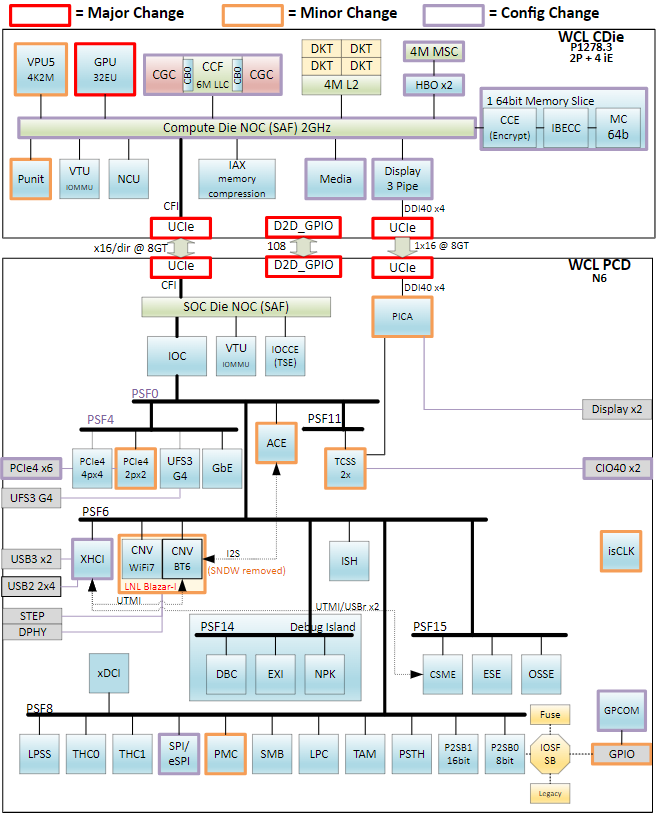 = Major Change
= Minor Change
= Config Change
WCL CDie
P1278.3
2P + 4 iE
VPU5
4K2M
GPU
32EU
CGC
CBO
CCF
6M LLC
CBO
CGC
DKT
DKT
DKT
DKT
4M L2
4M MSC
HBO x2
1 64bit Memory Slice
CCE
(Encrypt)
IBECC
MC
64b
Compute Die NOC (SAF) 2GHz
Punit
VTU
IOMMU
NCU
IAX
memory
compression
Media
Display
3 Pipe
CFI
DDI40 x4
UCIe
D2D_GPIO
UCIe
x16/dir @ 8GT
108
1x16 @ 8GT
UCIe
D2D_GPIO
UCIe
WCL PCD
N6
CFI
DDI40 x4
SOC Die NOC (SAF)
PICA
IOC
VTU
IOMMU
IOCCE
(TSE)
PSF0
Display x2
PSF4
PSF11
ACE
PCIe4
4px4
PCIe4
2px2
UFS3
G4
GbE
TCSS
2x
PCIe4 x6
CIO40 x2
UFS3 G4
PSF6
isCLK
USB3 x2
XHCI
CNV
WiFi7
CNV
BT6
I2S
(SNDW removed)
ISH
USB2 2x4
LNL Blazar-I
UTMI
UTMI/USBr x2
STEP
DPHY
PSF14
Debug Island
PSF15
DBC
EXI
NPK
CSME
ESE
OSSE
xDCI
PSF8
Fuse
GPCOM
LPSS
THC0
THC1
SPI/
eSPI
PMC
SMB
LPC
TAM
PSTH
P2SB1
16bit
P2SB0
8bit
IOSF
SB
GPIO
Legacy